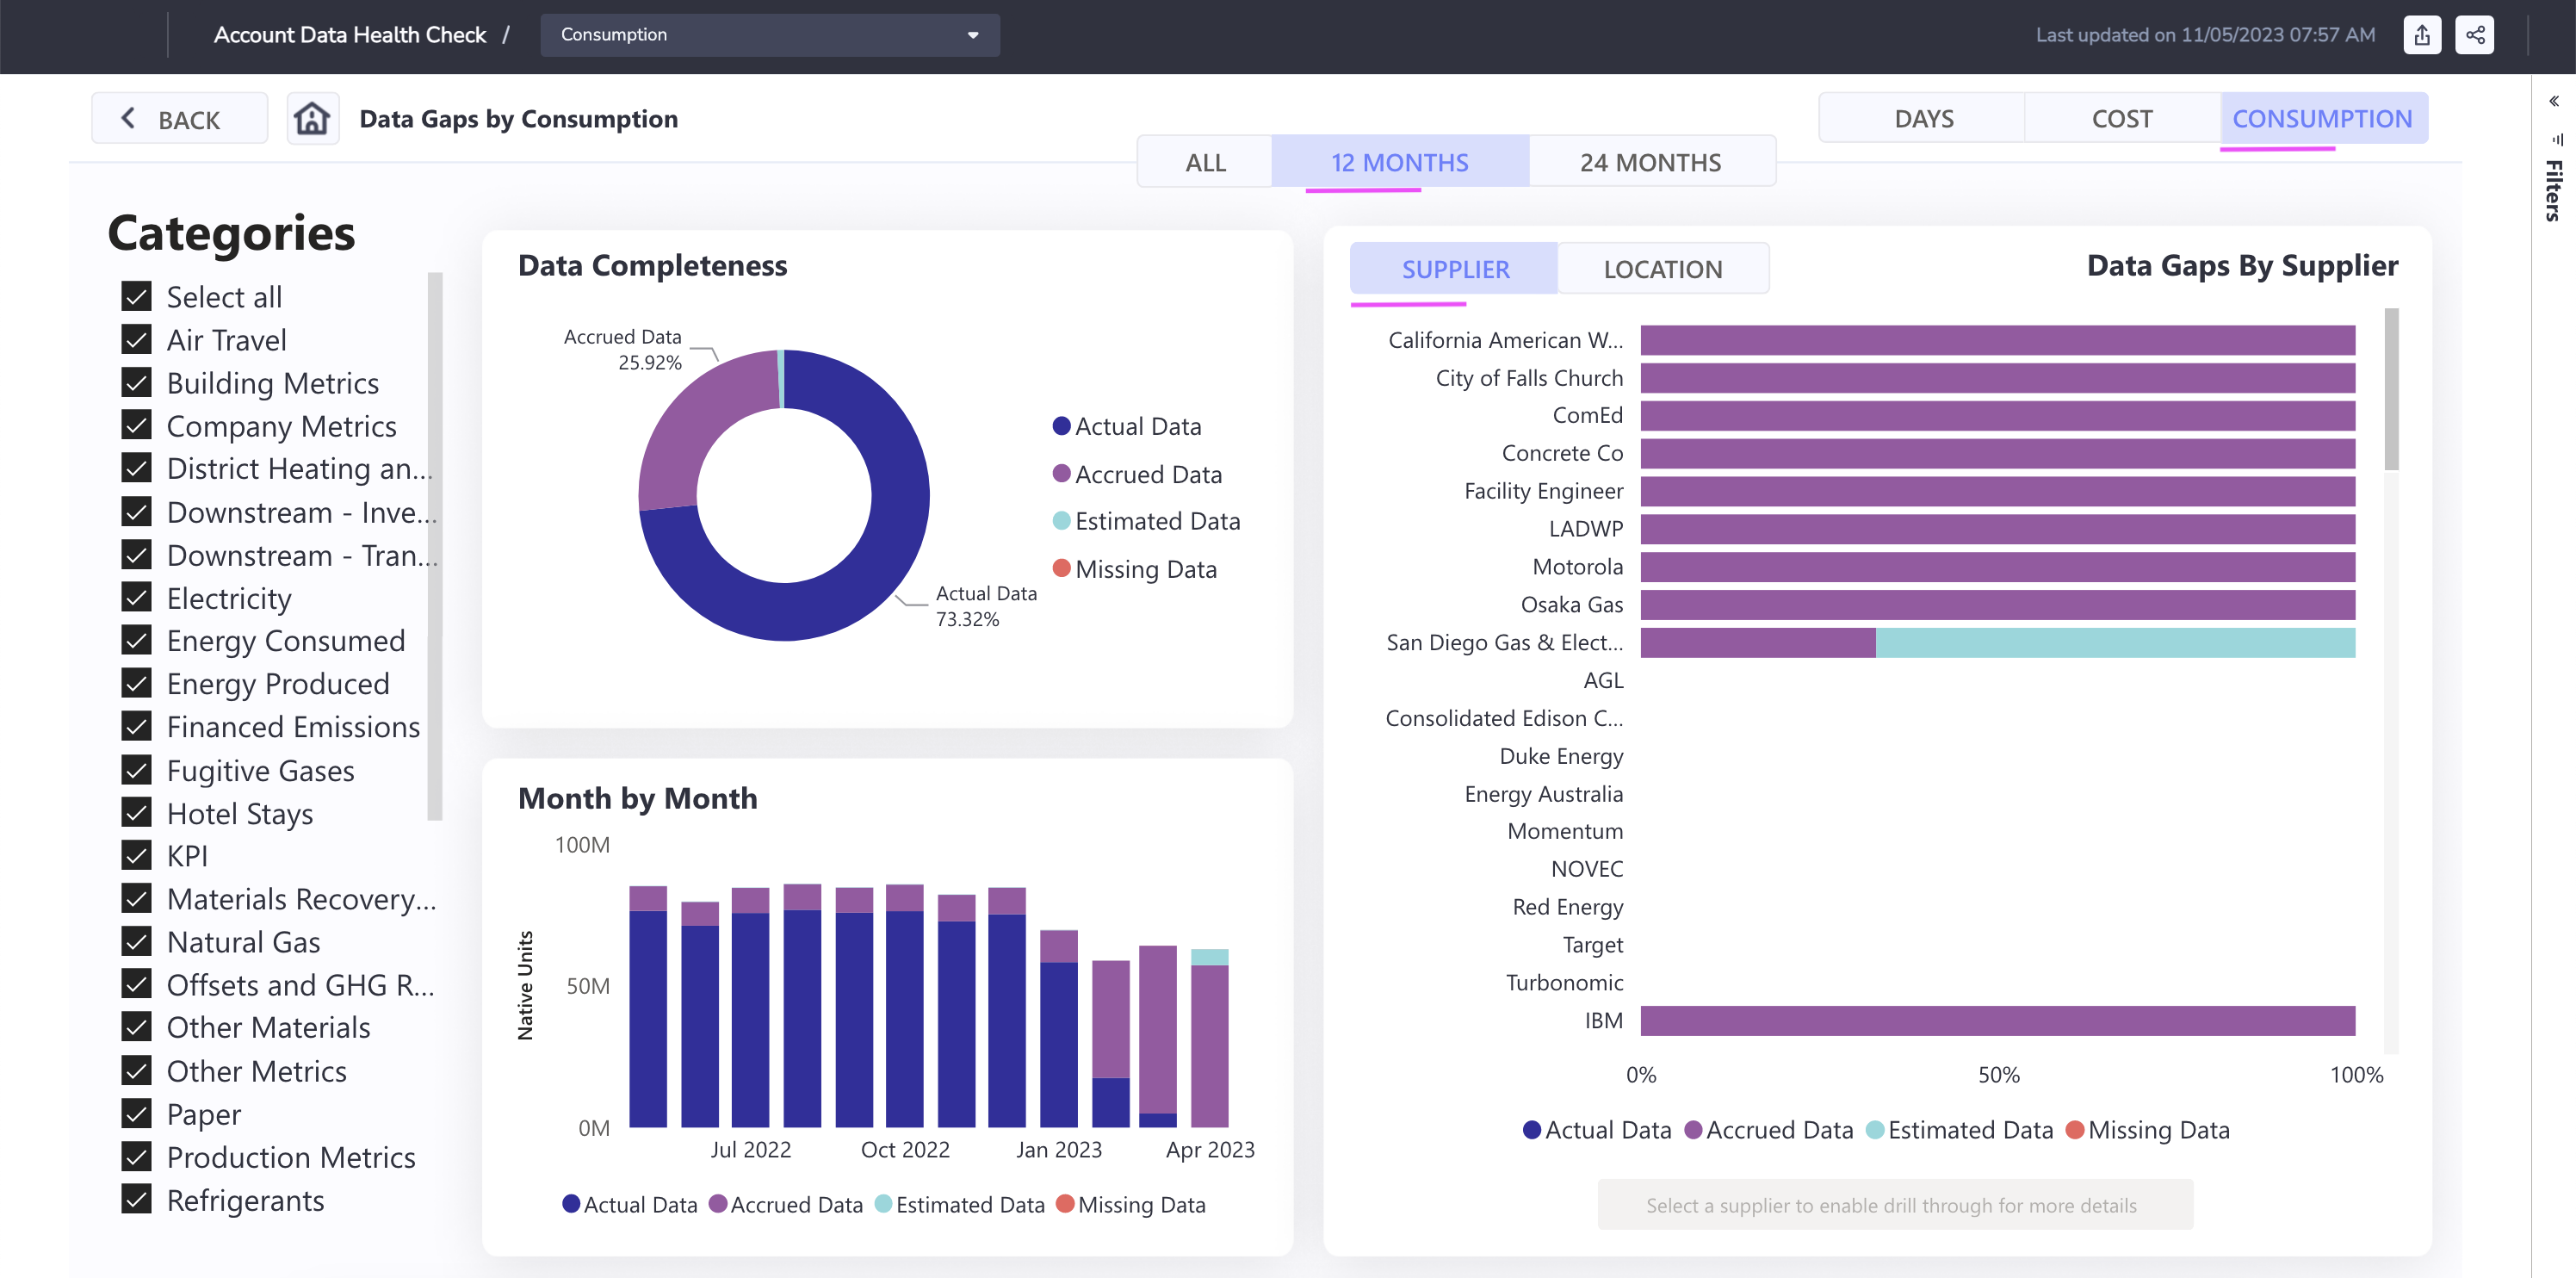 Account Data Health Check / Consumption
Last updated on 11/05/2023 07:57 AM
BACK
Data Gaps by Consumption
DAYS COST CONSUMPTION
ALL 12 MONTHS 24 MONTHS
Filters
Categories
Select all
Air Travel
Building Metrics
Company Metrics
District Heating an...
Downstream - Inve...
Downstream - Tran...
Electricity
Energy Consumed
Energy Produced
Financed Emissions
Fugitive Gases
Hotel Stays
KPI
Materials Recovery...
Natural Gas
Offsets and GHG R...
Other Materials
Other Metrics
Paper
Production Metrics
Refrigerants
Data Completeness
Accrued Data
25.92%
Actual Data
73.32%
Actual Data
Accrued Data
Estimated Data
Missing Data
Month by Month
Native Units
100M
50M
0M
Jul 2022 Oct 2022 Jan 2023 Apr 2023
Actual Data Accrued Data Estimated Data Missing Data
SUPPLIER LOCATION
Data Gaps By Supplier
California American W...
City of Falls Church
ComEd
Concrete Co
Facility Engineer
LADWP
Motorola
Osaka Gas
San Diego Gas & Elect...
AGL
Consolidated Edison C...
Duke Energy
Energy Australia
Momentum
NOVEC
Red Energy
Target
Turbonomic
IBM
0% 50% 100%
Actual Data Accrued Data Estimated Data Missing Data
Select a supplier to enable drill through for more details